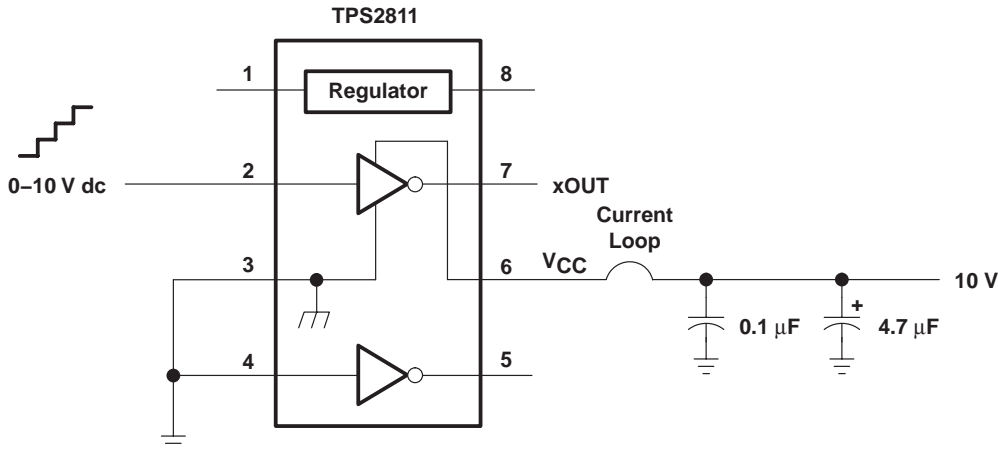 TPS2811
1
Regulator
8
0–10 V dc
2
7
xOUT
Current
Loop
3
6
VCC
10 V
0.1 μF
+
4.7 μF
4
5